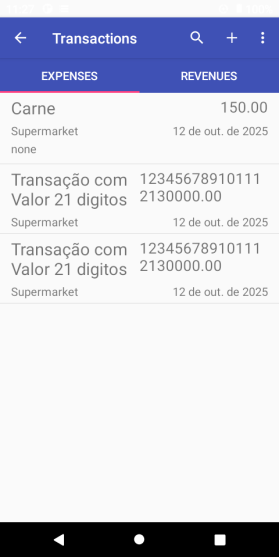 Transactions
EXPENSES
REVENUES
Carne
150.00
Supermarket
12 de out. de 2025
none
Transação com
12345678910111
Valor 21 digitos
2130000.00
Supermarket
12 de out. de 2025
Transação com
12345678910111
Valor 21 digitos
2130000.00
Supermarket
12 de out. de 2025